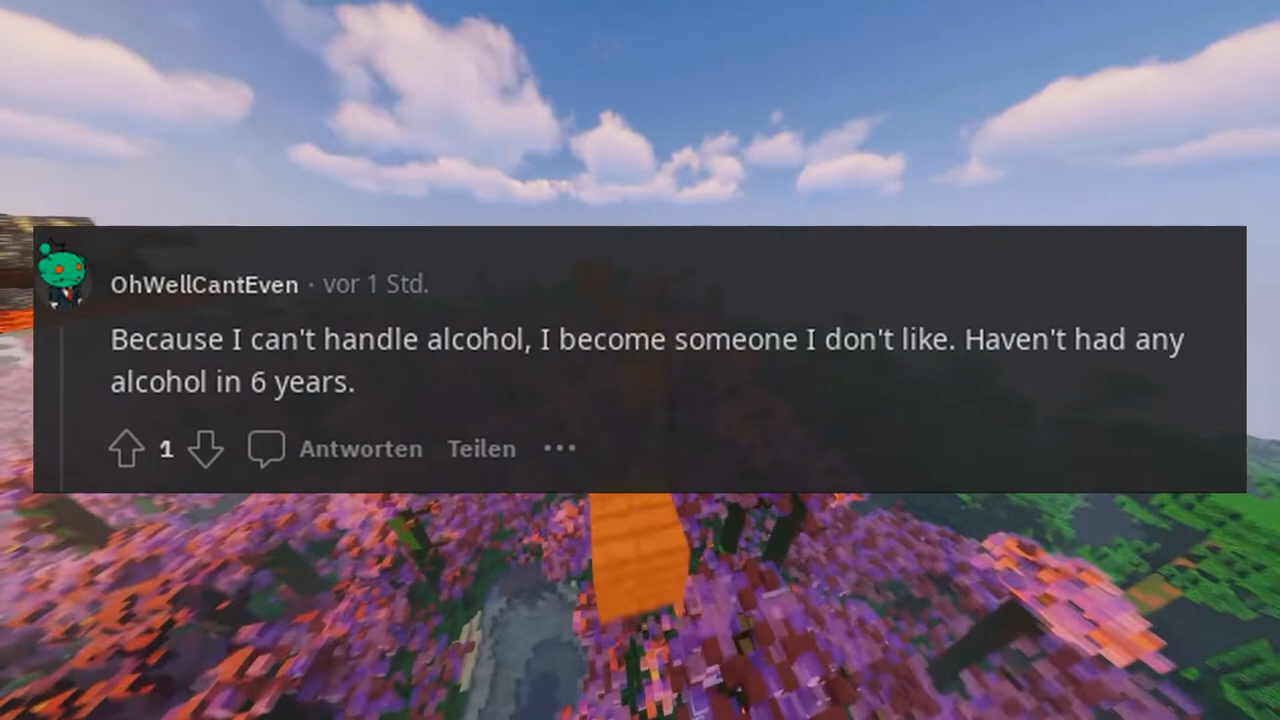 OhWellCantEven · vor 1 Std.
Because I can't handle alcohol, I become someone I don't like. Haven't had any
alcohol in 6 years.
1 Antworten Teilen ···